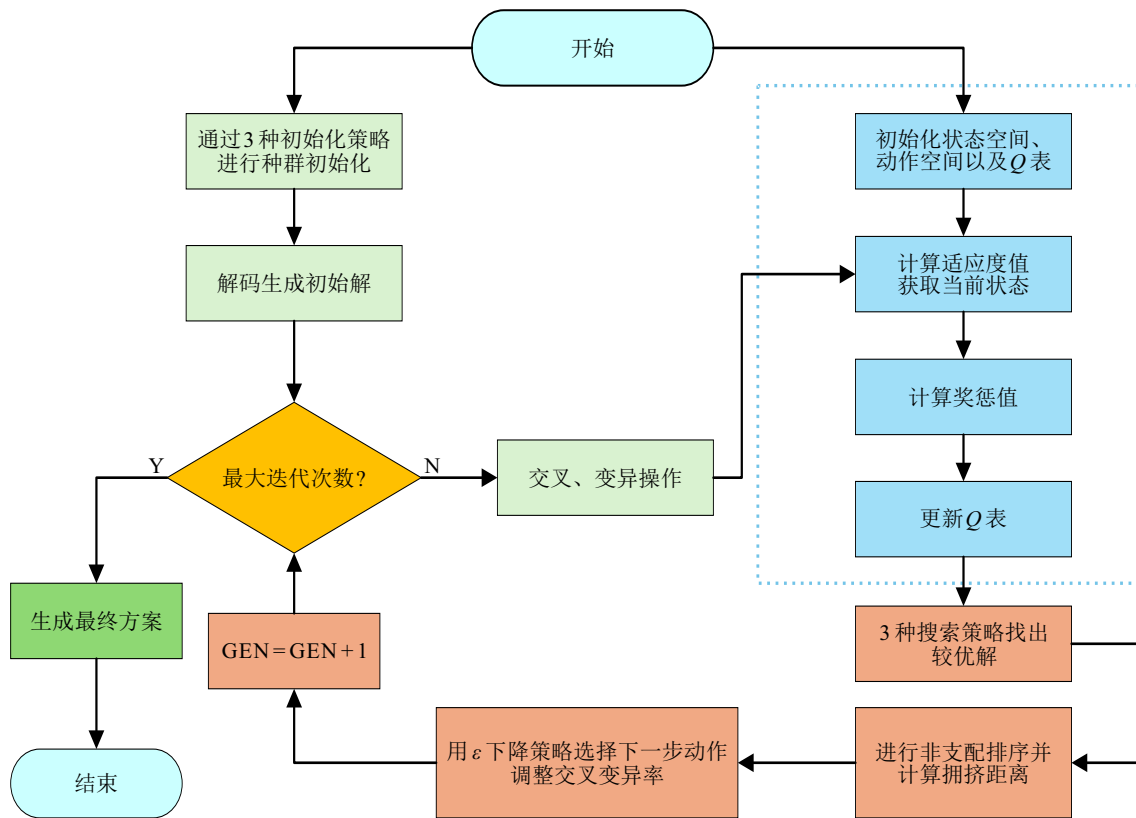 开始
通过3种初始化策略
进行种群初始化
初始化状态空间、
动作空间以及Q表
解码生成初始解
计算适应度值
获取当前状态
计算奖惩值
Y
最大迭代次数?
N
交叉、变异操作
更新Q表
生成最终方案
GEN=GEN+1
3种搜索策略找出
较优解
用ε下降策略选择下一步动作
调整交叉变异率
进行非支配排序并
计算拥挤距离
结束